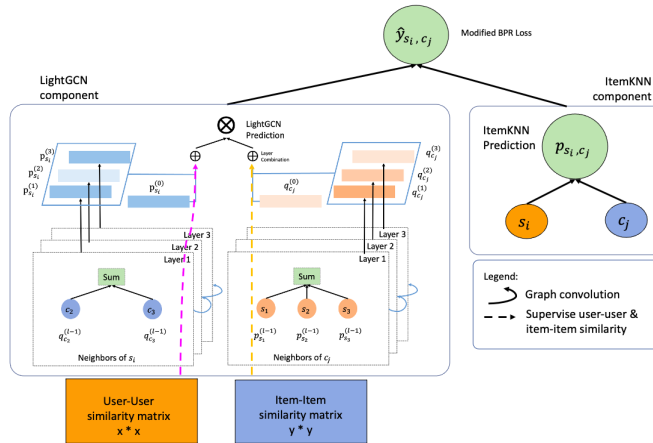 ŷ_{s_i, c_j}
Modified BPR Loss
LightGCN
component
ItemKNN
component
LightGCN
Prediction
Layer
Combination
ItemKNN
Prediction
p_{s_i, c_j}
s_i
c_j
p_{s_i}^{(3)}
p_{s_i}^{(2)}
p_{s_i}^{(1)}
p_{s_i}^{(0)}
q_{c_j}^{(0)}
q_{c_j}^{(3)}
q_{c_j}^{(2)}
q_{c_j}^{(1)}
Layer 3
Layer 2
Layer 1
Sum
c_2
c_3
q_{c_2}^{(l-1)}
q_{c_3}^{(l-1)}
Neighbors of s_i
Layer 3
Layer 2
Layer 1
Sum
s_1
s_2
s_3
p_{s_1}^{(l-1)}
p_{s_2}^{(l-1)}
p_{s_3}^{(l-1)}
Neighbors of c_j
Legend:
Graph convolution
Supervise user-user &
item-item similarity
User-User
similarity matrix
x * x
Item-Item
similarity matrix
y * y